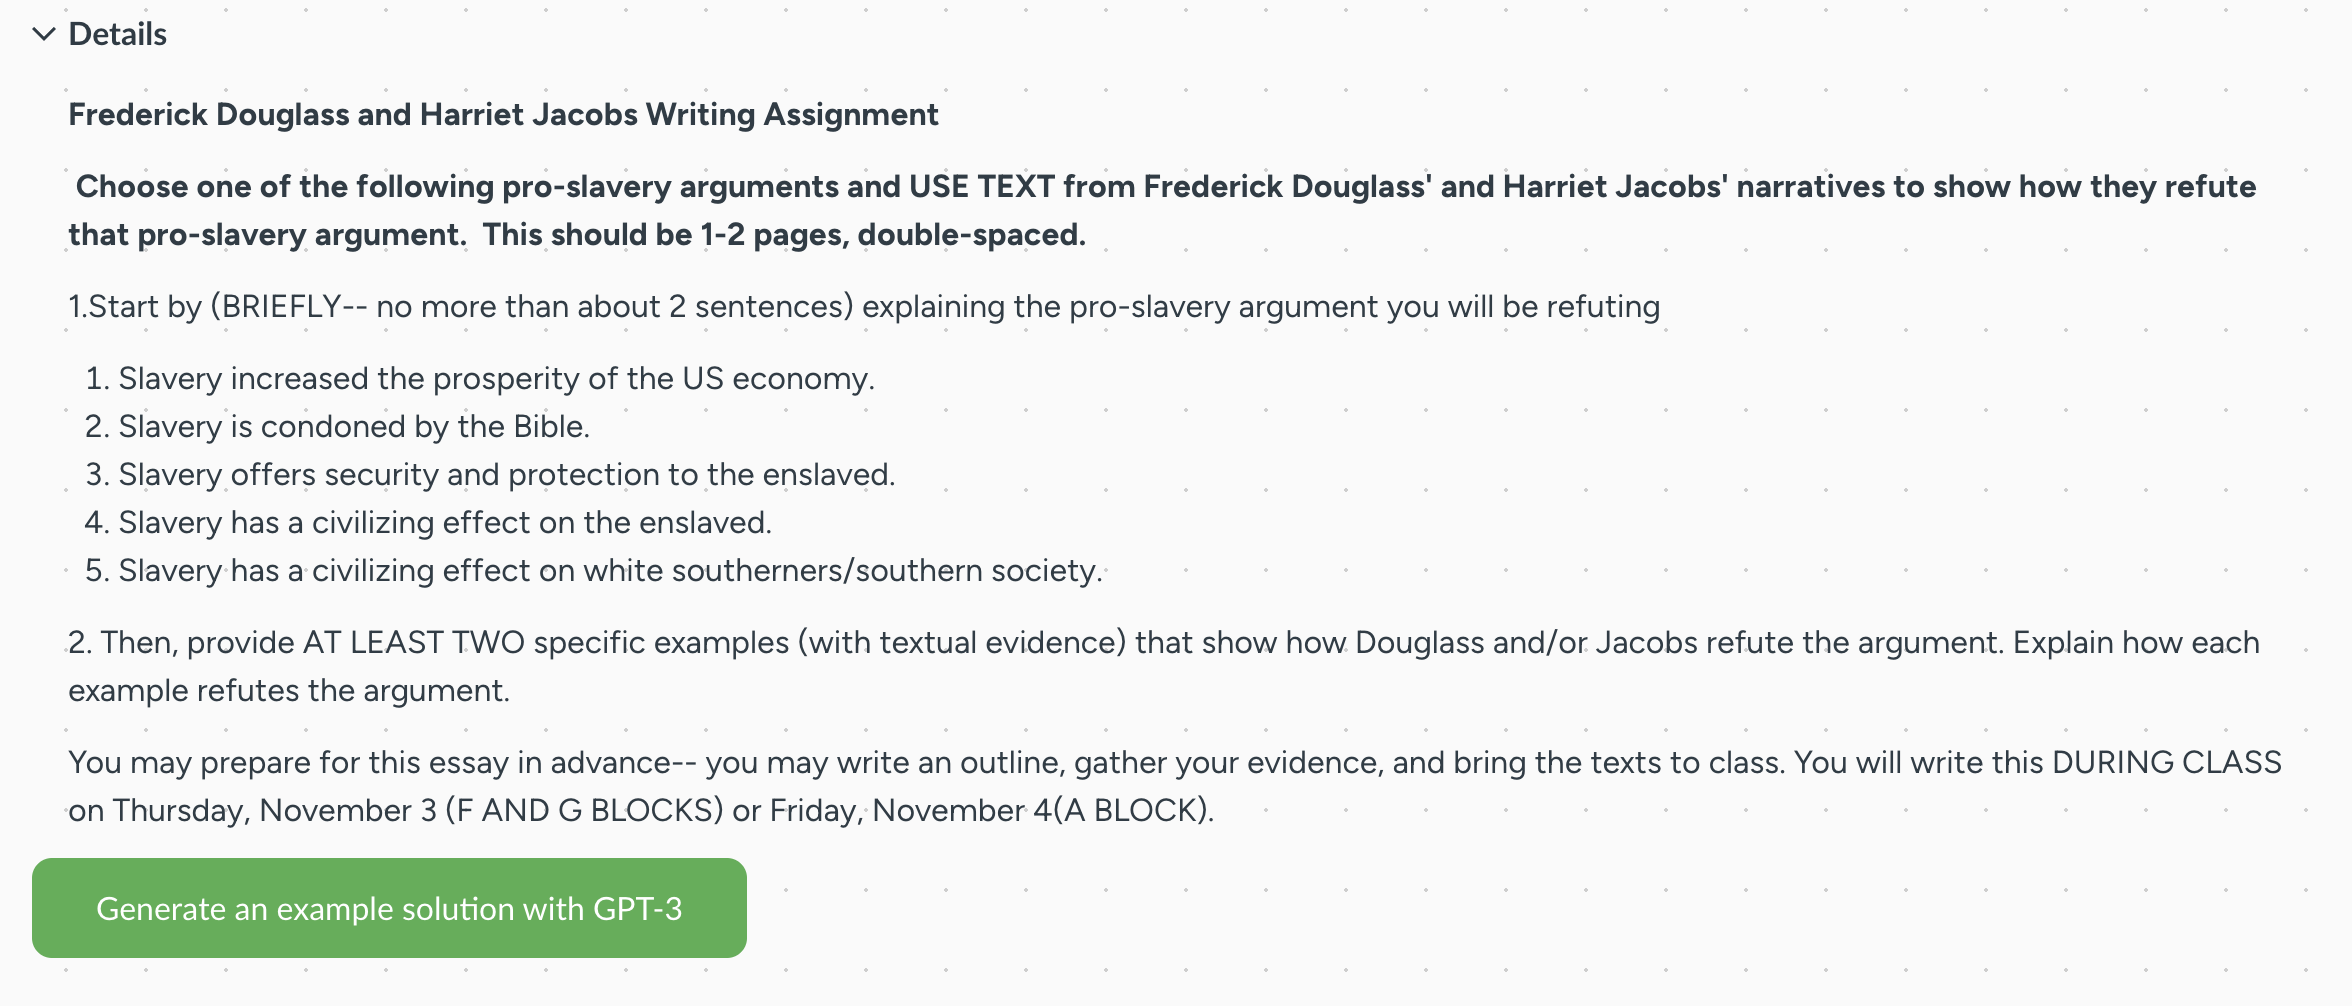 Details
Frederick Douglass and Harriet Jacobs Writing Assignment
Choose one of the following pro-slavery arguments and USE TEXT from Frederick Douglass' and Harriet Jacobs' narratives to show how they refute
that pro-slavery argument.  This should be 1-2 pages, double-spaced.
1.Start by (BRIEFLY-- no more than about 2 sentences) explaining the pro-slavery argument you will be refuting
1. Slavery increased the prosperity of the US economy.
2. Slavery is condoned by the Bible.
3. Slavery offers security and protection to the enslaved.
4. Slavery has a civilizing effect on the enslaved.
5. Slavery has a civilizing effect on white southerners/southern society.
2. Then, provide AT LEAST TWO specific examples (with textual evidence) that show how Douglass and/or Jacobs refute the argument. Explain how each
example refutes the argument.
You may prepare for this essay in advance-- you may write an outline, gather your evidence, and bring the texts to class. You will write this DURING CLASS
on Thursday, November 3 (F AND G BLOCKS) or Friday, November 4(A BLOCK).
Generate an example solution with GPT-3